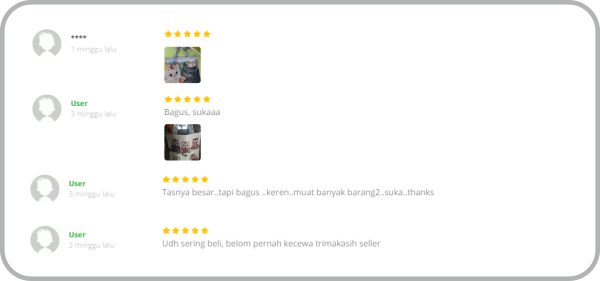 ****
1 minggu lalu
User
3 minggu lalu
Bagus, sukaaa
User
3 minggu lalu
Tasnya besar..tapi bagus ..keren..muat banyak barang2..suka..thanks
User
3 minggu lalu
Udh sering beli, belom pernah kecewa trimakasih seller